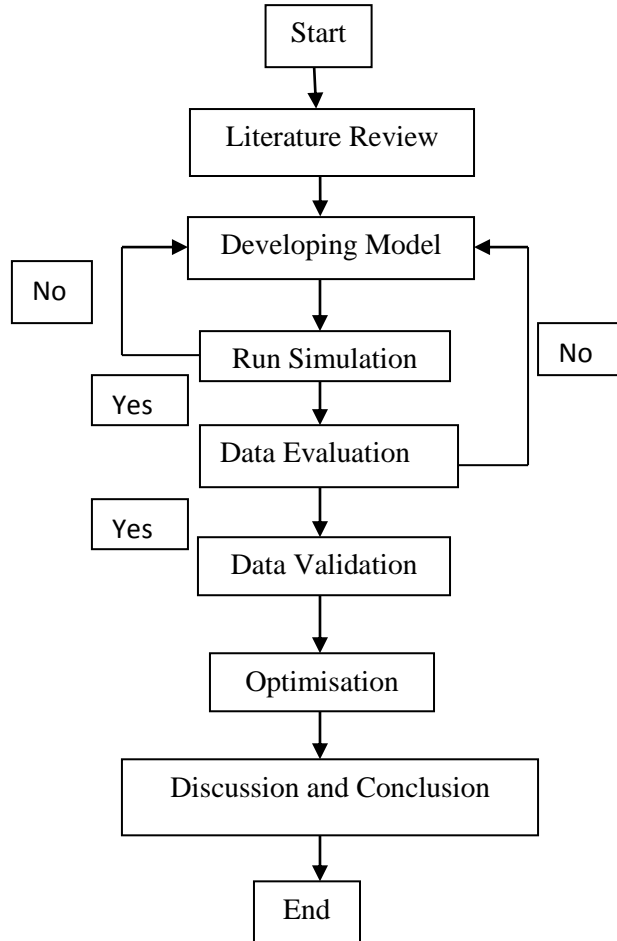 Start
Literature Review
Developing Model
No
Run Simulation
No
Yes
Data Evaluation
Yes
Data Validation
Optimisation
Discussion and Conclusion
End